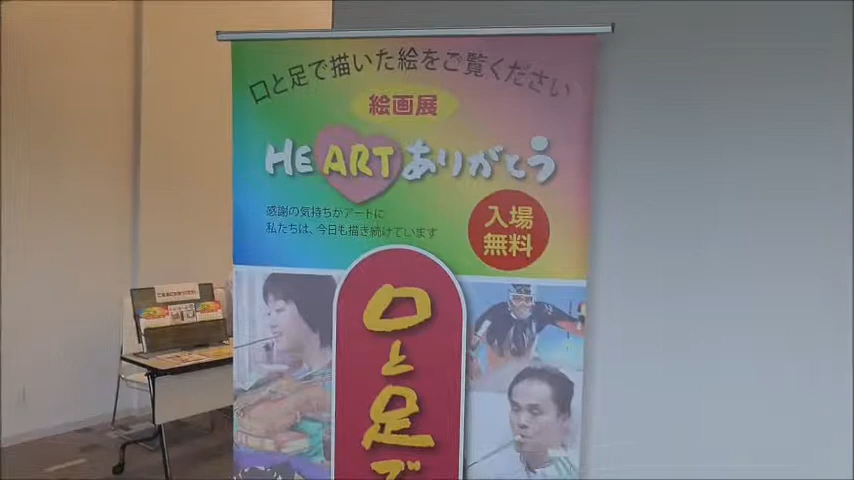 口と足で描いた絵をご覧ください
絵画展
HEARTありがとう
感謝の気持ちがアートに
私たちは、今日も描き続けています
入場
無料
口と足で